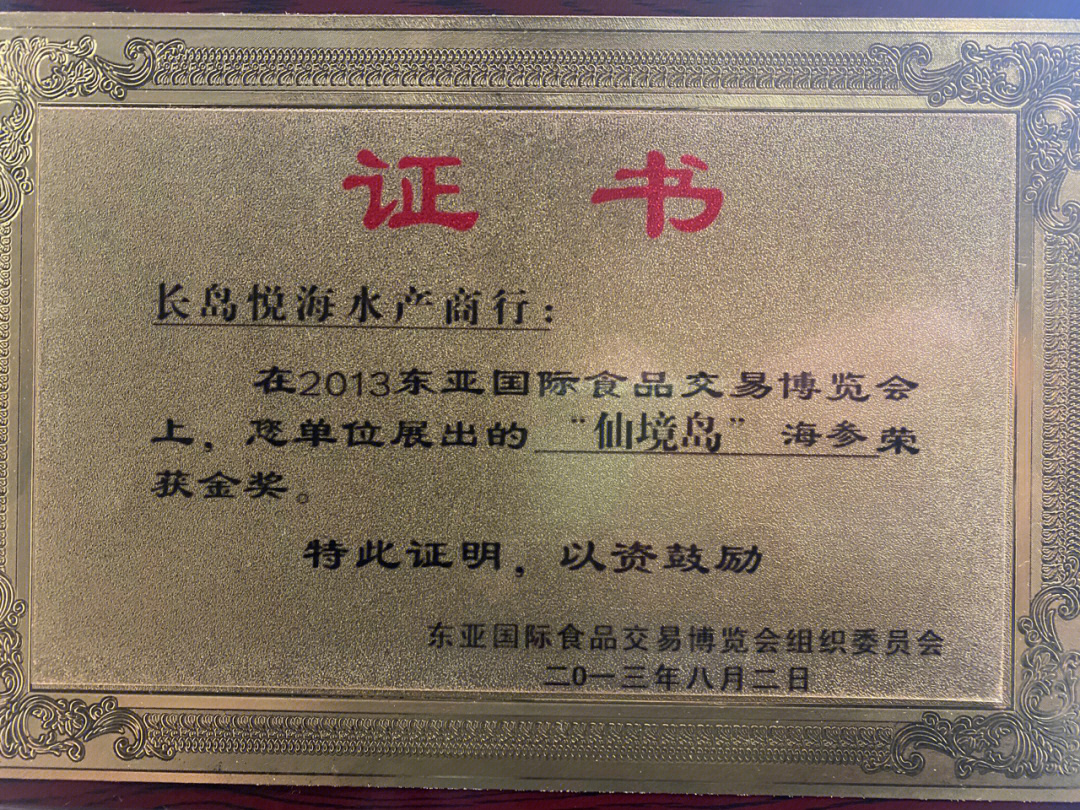 证 书
长岛悦海水产商行：
在2013东亚国际食品交易博览会
上，您单位展出的 “仙境岛” 海参荣
获金奖。
特此证明，以资鼓励
东亚国际食品交易博览会组织委员会
二0一三年八月二日